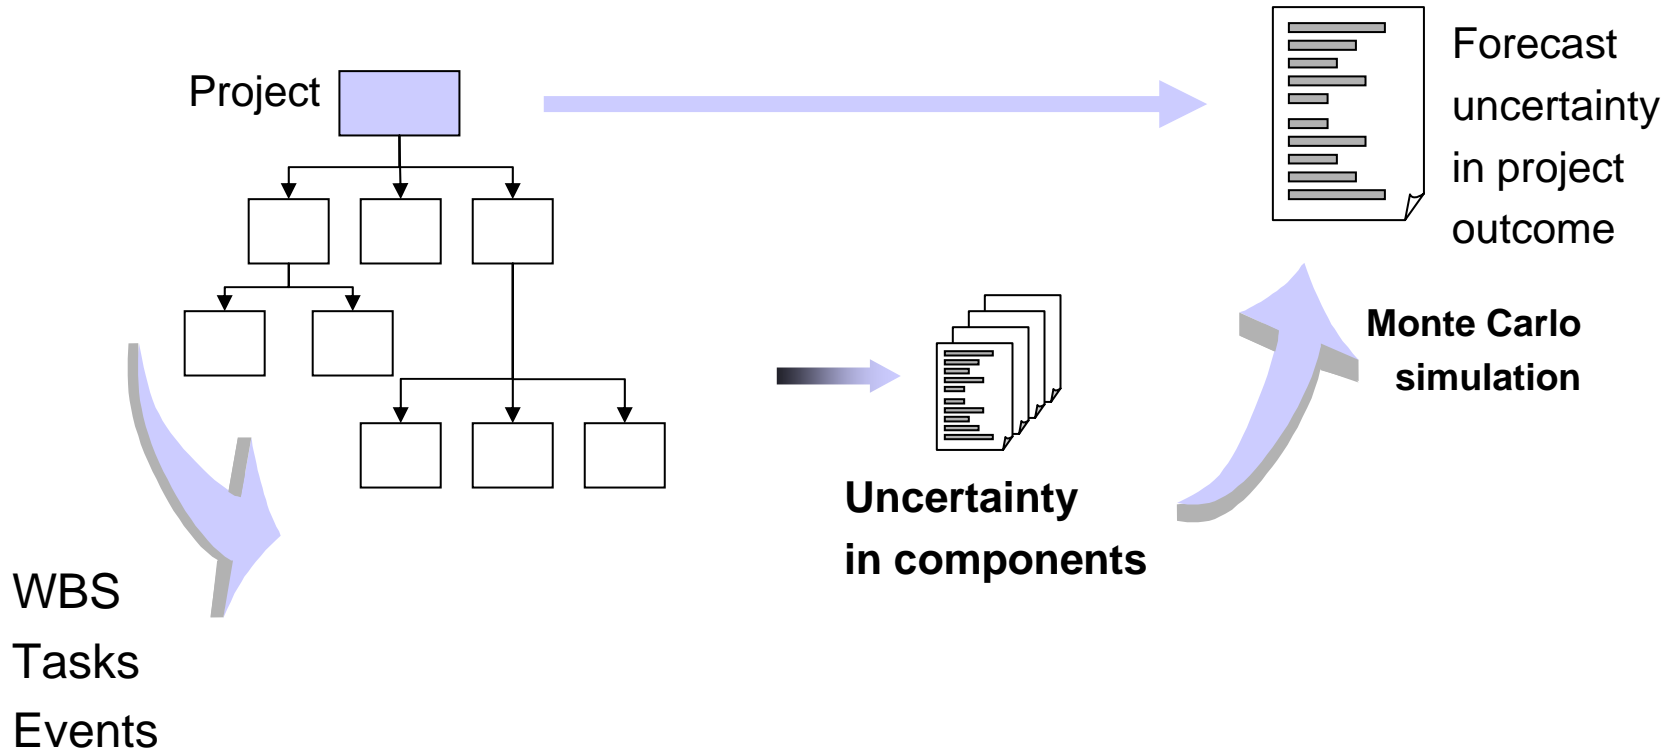 Project
Forecast
uncertainty
in project
outcome
Monte Carlo
simulation
Uncertainty
in components
WBS
Tasks
Events